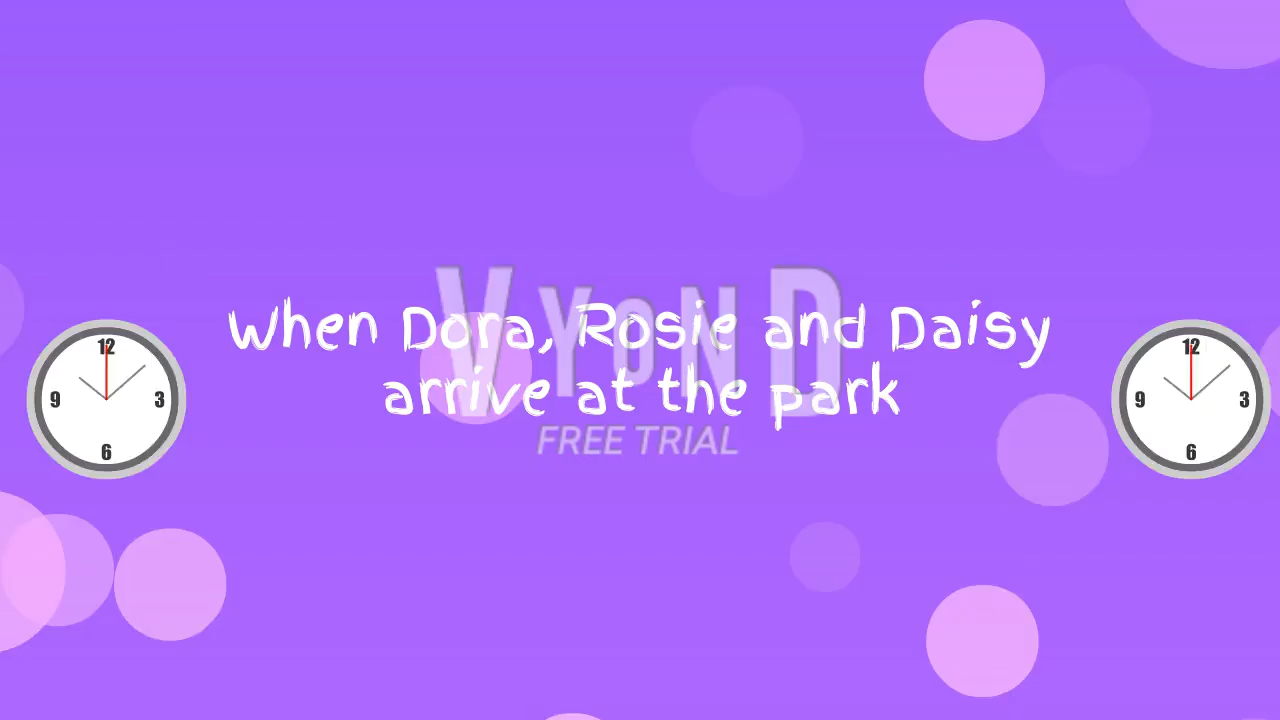 When Dora, Rosie and Daisy
arrive at the park
VYOND
FREE TRIAL
12
9
3
6
12
9
3
6